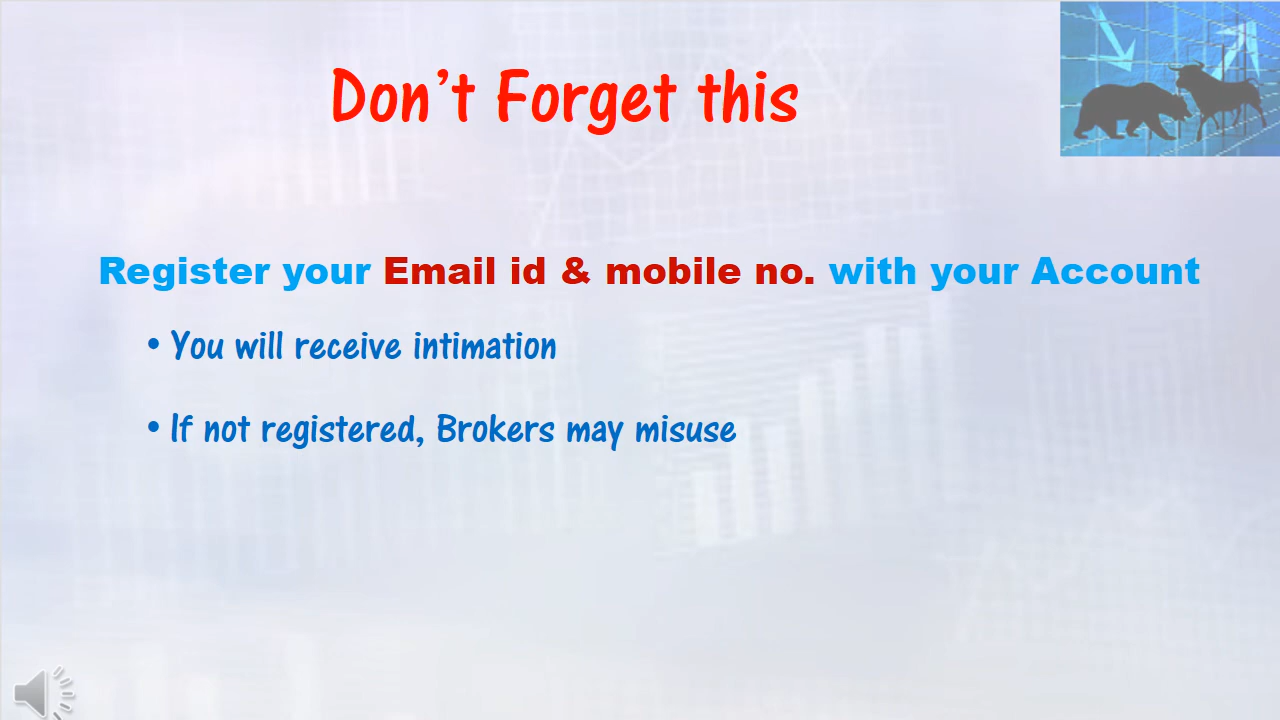 Don't Forget this
Register your Email id & mobile no. with your Account
• You will receive intimation
• If not registered, Brokers may misuse